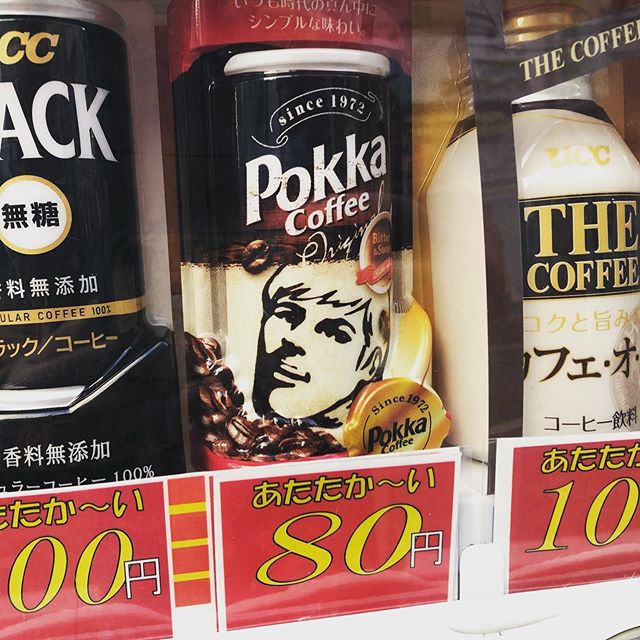 UCC
ACK
無糖
香料無添加
ULAR COFFEE 100%
ラック/コーヒー
香料無添加
ュラーコーヒー 100%
いつも時代の真ん中に
シンプルな味わい。
since 1972
Pokka
Coffee
Original
Since 1972
Pokka
COFFEE
THE COFFEE
UCC
THE
COFFEE
コクと旨み
カフェ・オ
コーヒー飲料
たたか〜い
00円
あたたか〜い
80円
あたたか
10